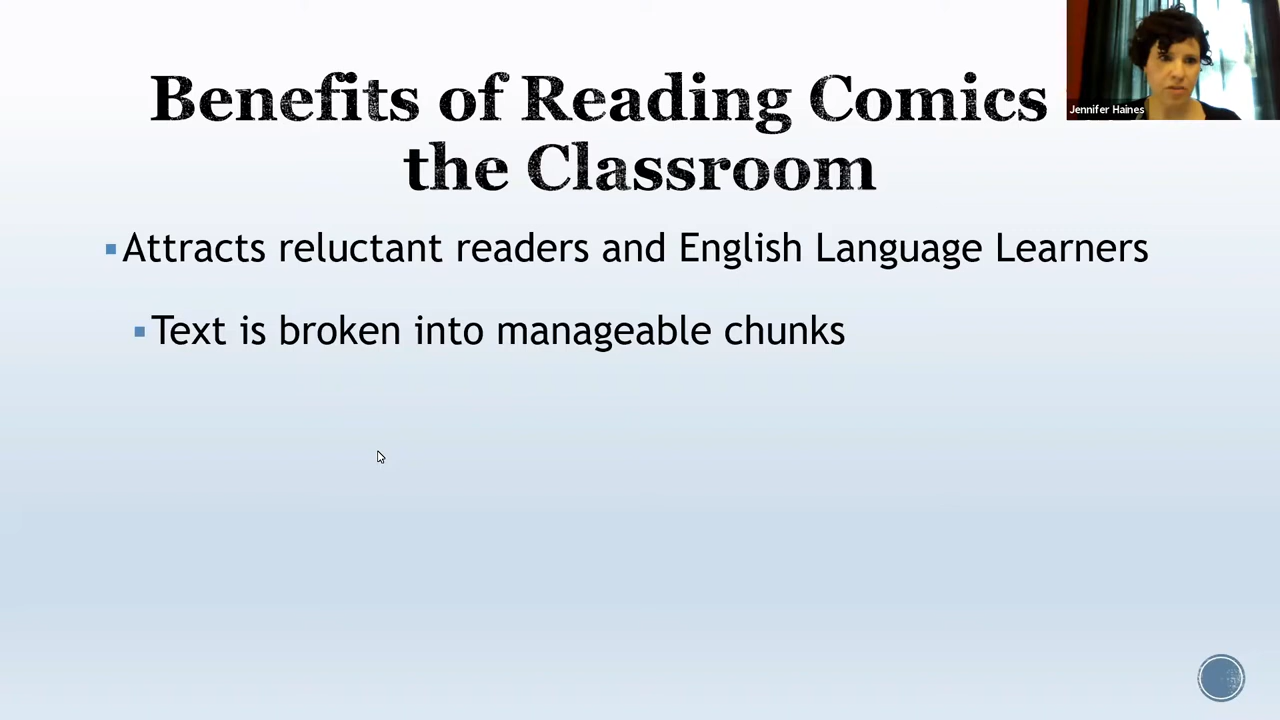 Benefits of Reading Comics
the Classroom
Jennifer Haines
▪Attracts reluctant readers and English Language Learners
▪Text is broken into manageable chunks